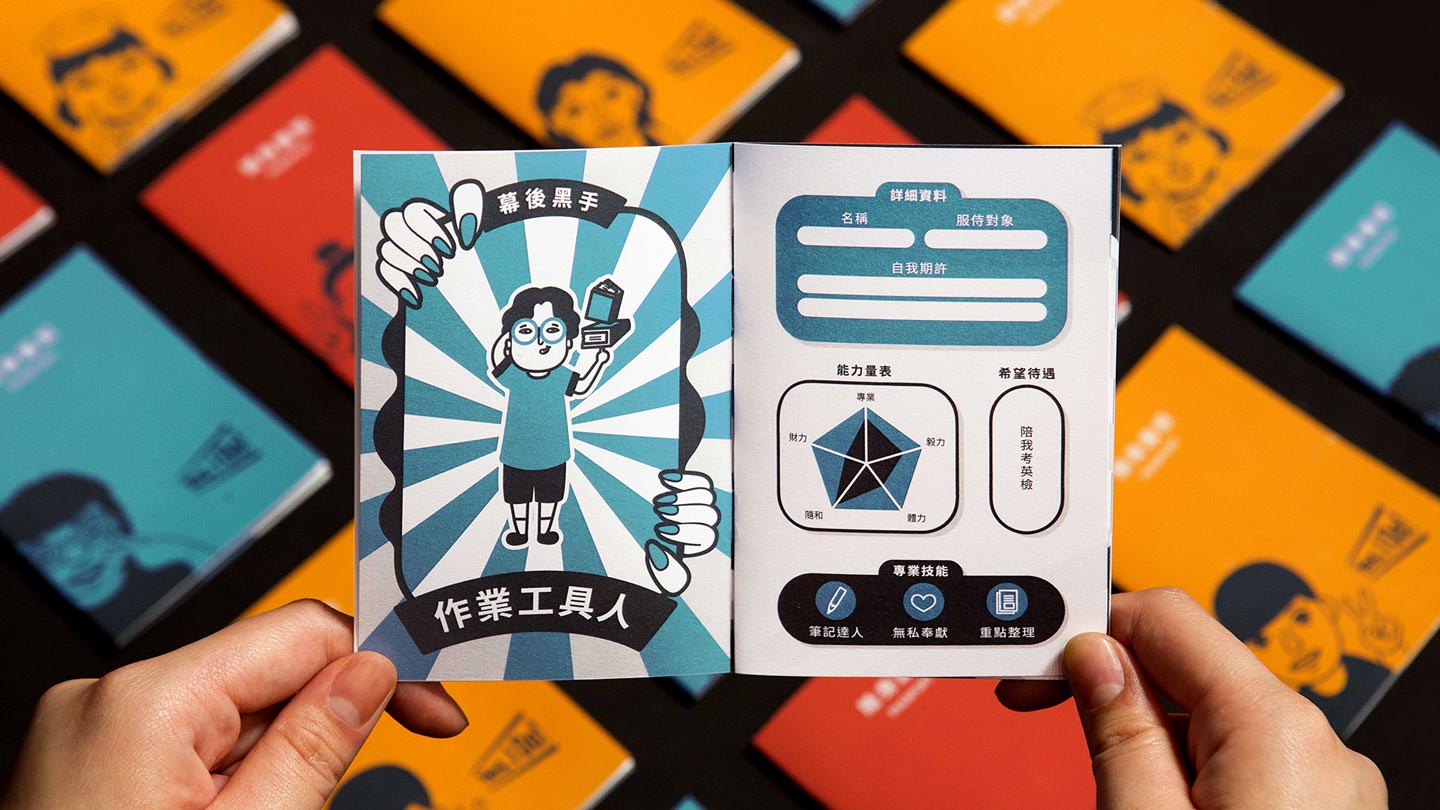 幕後黑手
作業工具人
詳細資料
名稱
服侍對象
自我期許
能力量表
專業
財力
毅力
隨和
體力
希望待遇
陪我考英檢
專業技能
筆記達人
無私奉獻
重點整理